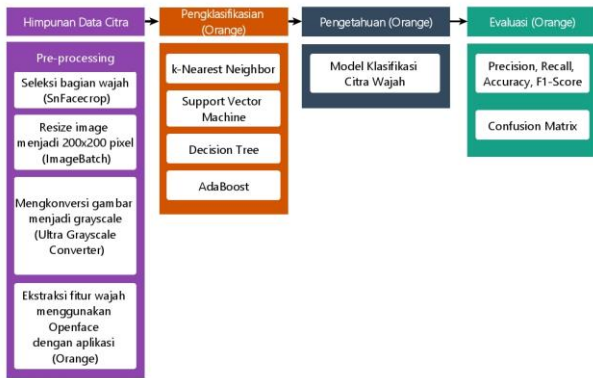 Himpunan Data Citra
Pre-processing
Seleksi bagian wajah
(SnFacecrop)
Resize image
menjadi 200x200 pixel
(ImageBatch)
Mengkonversi gambar
menjadi grayscale
(Ultra Grayscale
Converter)
Ekstraksi fitur wajah
menggunakan
Openface
dengan aplikasi
(Orange)
Pengklasifikasian
(Orange)
k-Nearest Neighbor
Support Vector
Machine
Decision Tree
AdaBoost
Pengetahuan (Orange)
Model Klasifikasi
Citra Wajah
Evaluasi (Orange)
Precision, Recall,
Accuracy, F1-Score
Confusion Matrix